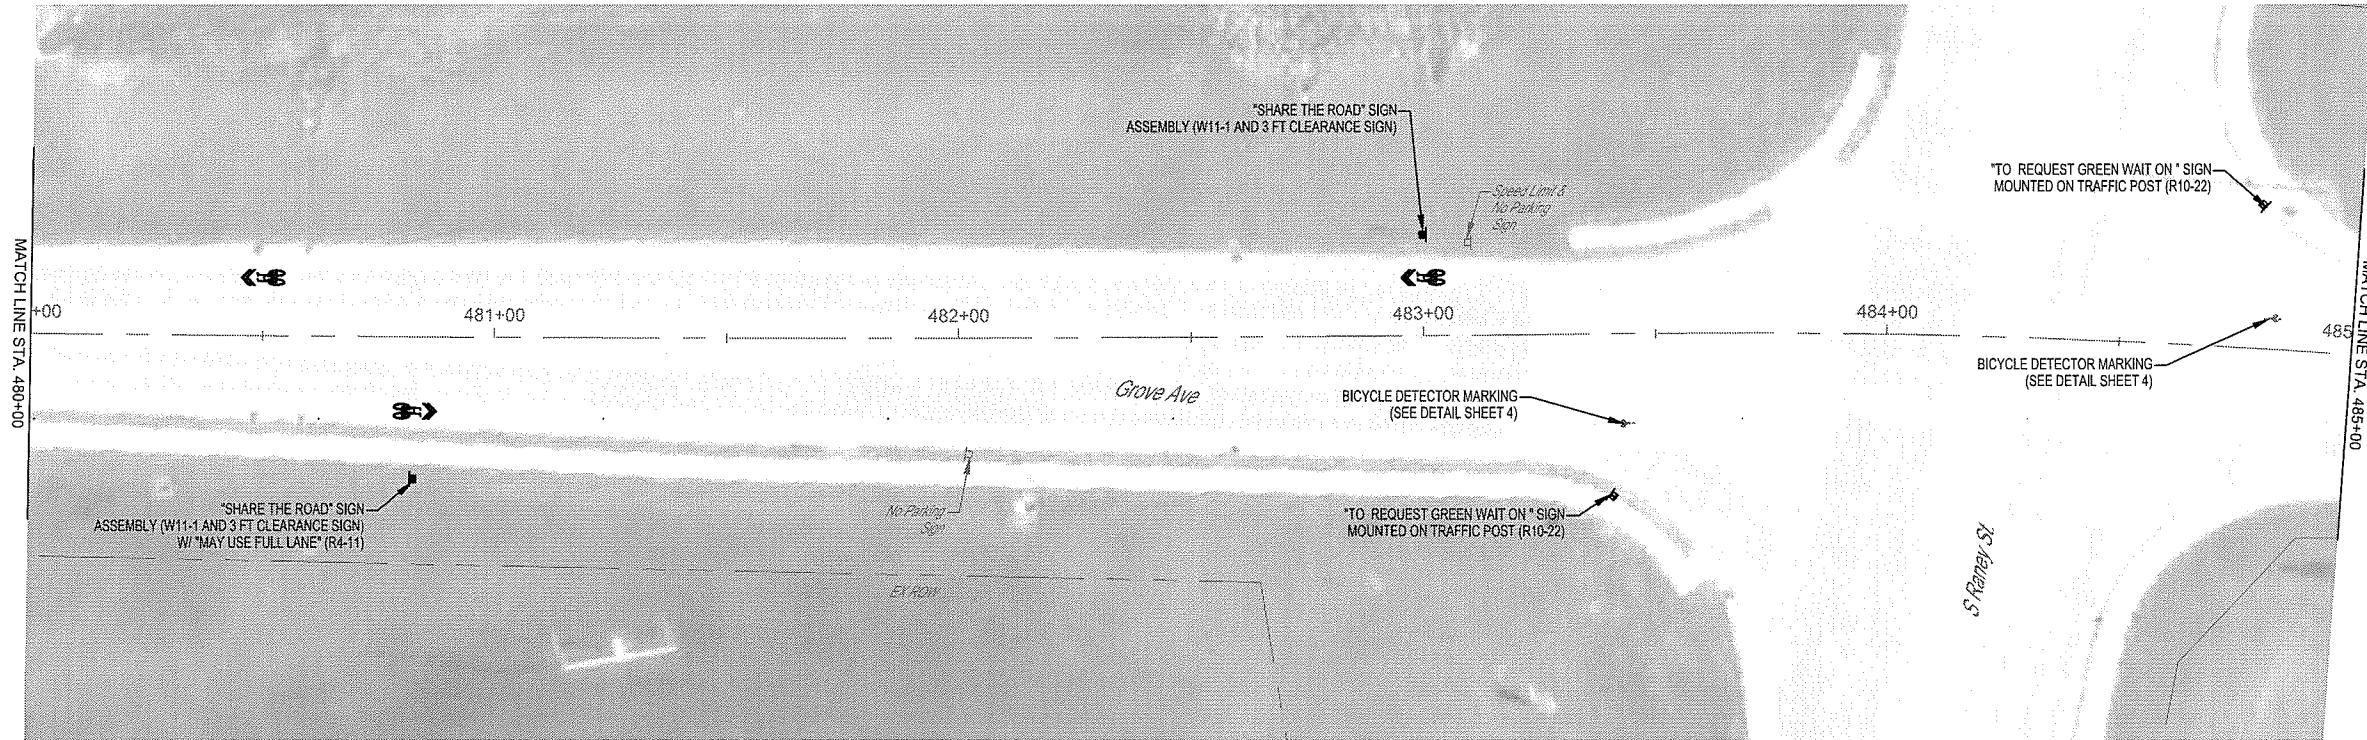 "SHARE THE ROAD" SIGN
ASSEMBLY (W11-1 AND 3 FT CLEARANCE SIGN)
Speed Limit &
No Parking
Sign
"TO REQUEST GREEN WAIT ON " SIGN
MOUNTED ON TRAFFIC POST (R10-22)
MATCH LINE STA. 480+00
+00
481+00
482+00
483+00
484+00
485
MATCH LINE STA. 485+00
BICYCLE DETECTOR MARKING
(SEE DETAIL SHEET 4)
Grove Ave
BICYCLE DETECTOR MARKING
(SEE DETAIL SHEET 4)
"SHARE THE ROAD" SIGN
ASSEMBLY (W11-1 AND 3 FT CLEARANCE SIGN)
W/ "MAY USE FULL LANE" (R4-11)
No Parking
Sign
"TO REQUEST GREEN WAIT ON " SIGN
MOUNTED ON TRAFFIC POST (R10-22)
S Raney St.
EX ROW